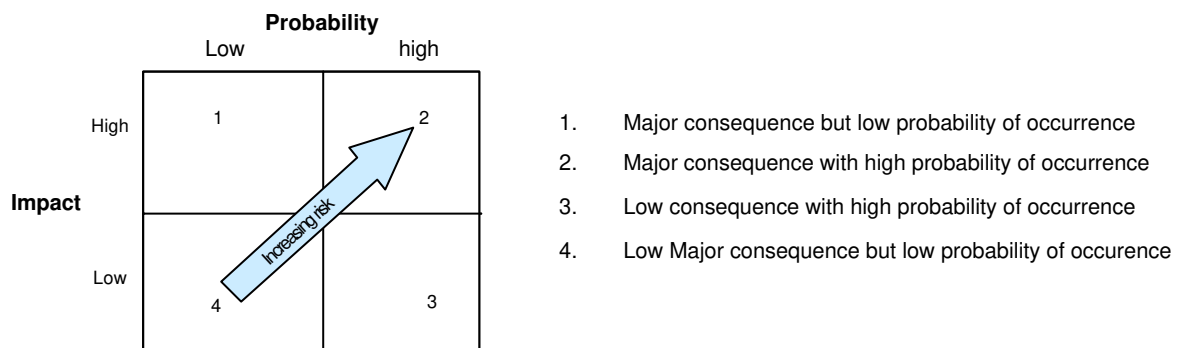 Probability
Low high
High 1 2
Impact
Increasing risk
Low 4 3
1. Major consequence but low probability of occurrence
2. Major consequence with high probability of occurrence
3. Low consequence with high probability of occurrence
4. Low Major consequence but low probability of occurence